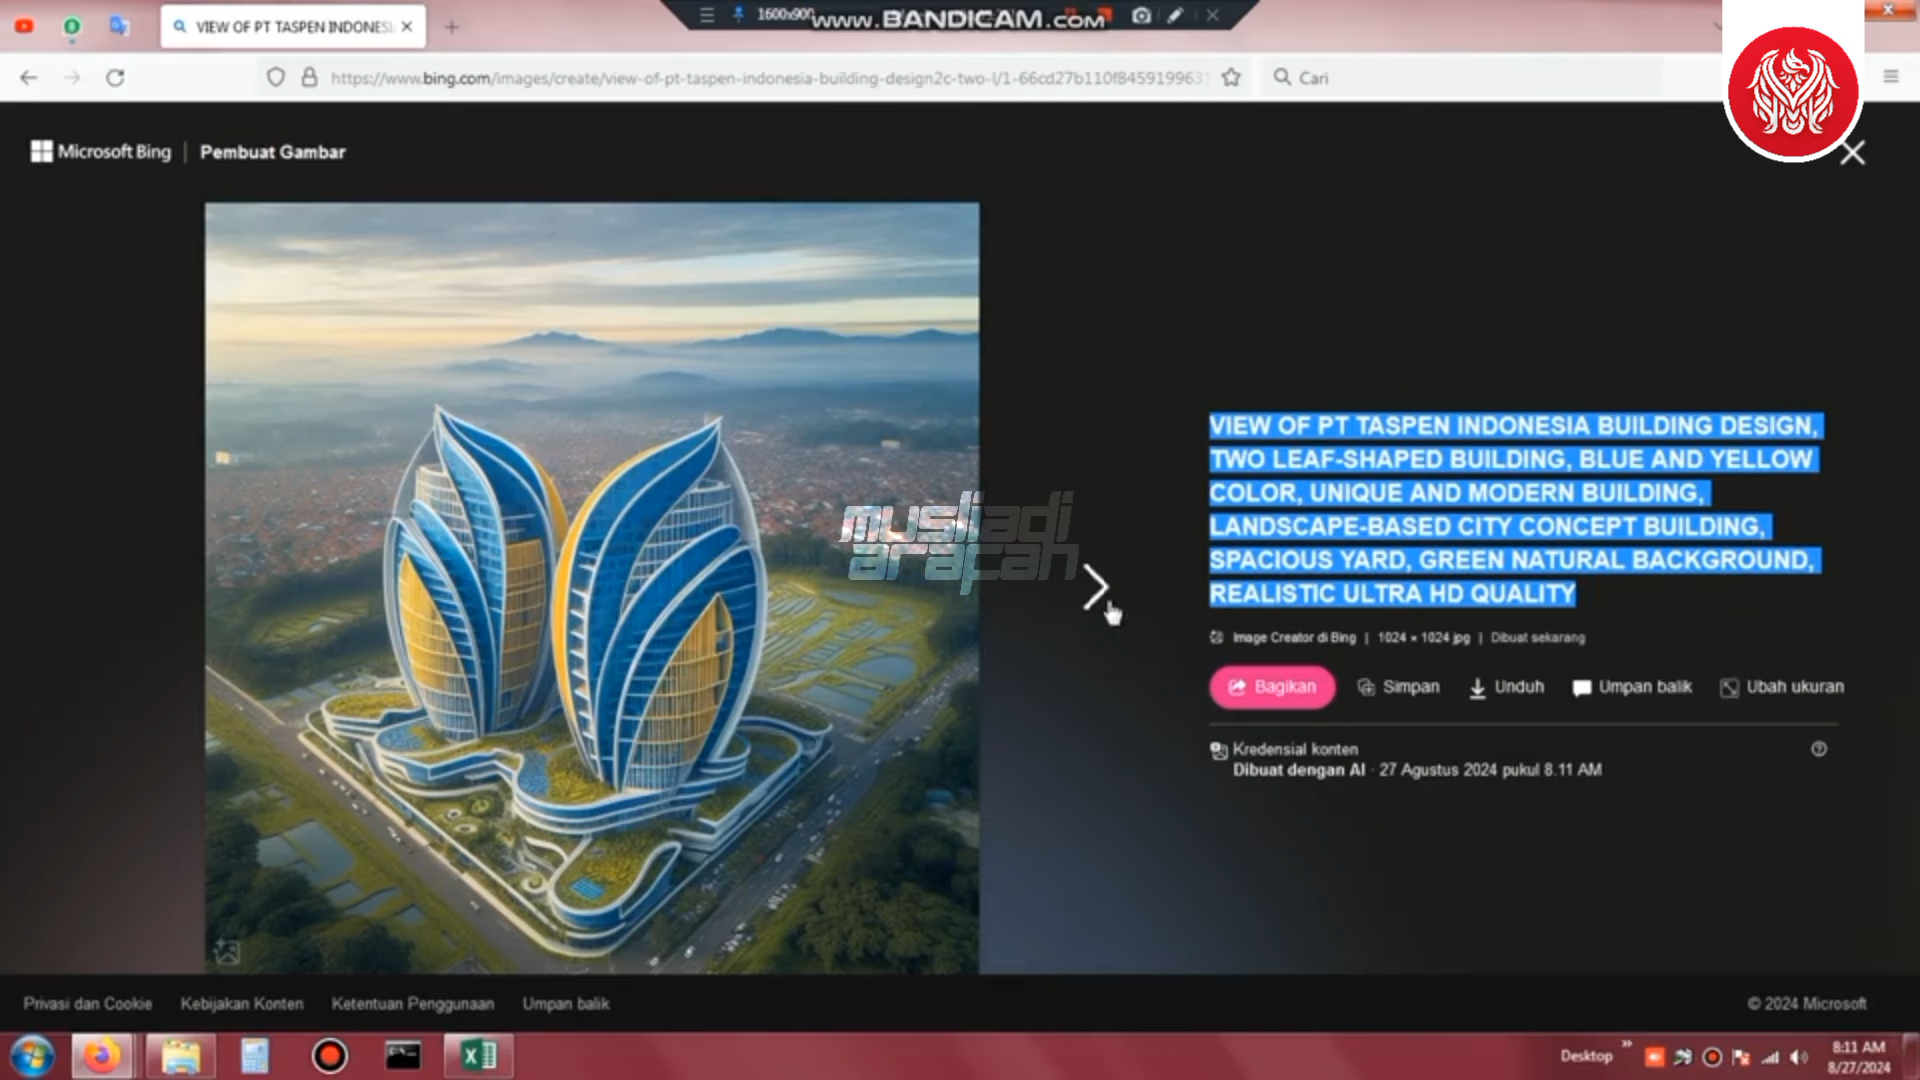 1600x900
www.BANDICAM.COM
VIEW OF PT TASPEN INDONESI
https://www.bing.com/images/create/view-of-pt-taspen-indonesia-building-design2c-two-l/1-66cd27b110f845919963
Cari
Microsoft Bing | Pembuat Gambar
VIEW OF PT TASPEN INDONESIA BUILDING DESIGN,
TWO LEAF-SHAPED BUILDING, BLUE AND YELLOW
COLOR, UNIQUE AND MODERN BUILDING,
LANDSCAPE-BASED CITY CONCEPT BUILDING,
SPACIOUS YARD, GREEN NATURAL BACKGROUND,
REALISTIC ULTRA HD QUALITY
musliadi
arapah
Image Creator di Bing | 1024 × 1024 jpg | Dibuat sekarang
Bagikan Simpan Unduh Umpan balik Ubah ukuran
Kredensial konten
Dibuat dengan AI · 27 Agustus 2024 pukul 8.11 AM
Privasi dan Cookie Kebijakan Konten Ketentuan Penggunaan Umpan balik © 2024 Microsoft
Desktop
8:11 AM
8/27/2024